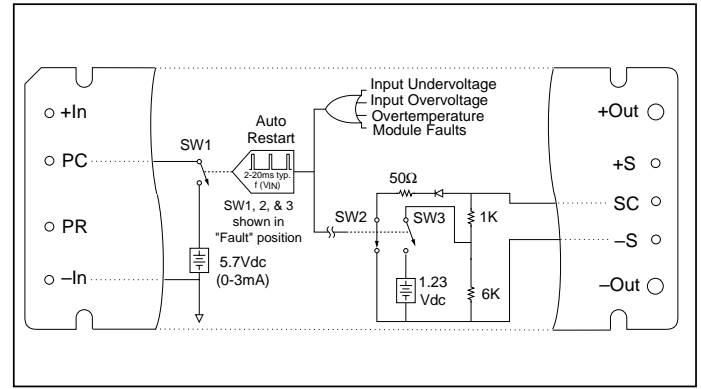 +In
PC
PR
–In
SW1
Auto
Restart
2-20ms typ.
f (VIN)
SW1, 2, & 3
shown in
"Fault" position
5.7Vdc
(0-3mA)
Input Undervoltage
Input Overvoltage
Overtemperature
Module Faults
50Ω
SW2
SW3
1K
1.23
Vdc
6K
+Out
+S
SC
–S
–Out